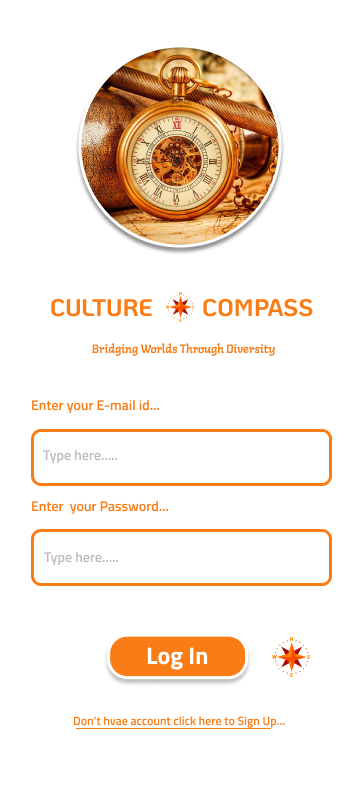 CULTURE COMPASS
Bridging Worlds Through Diversity
Enter your E-mail id...
Type here.....
Enter  your Password...
Type here.....
Log In
Don't hvae account click here to Sign Up...